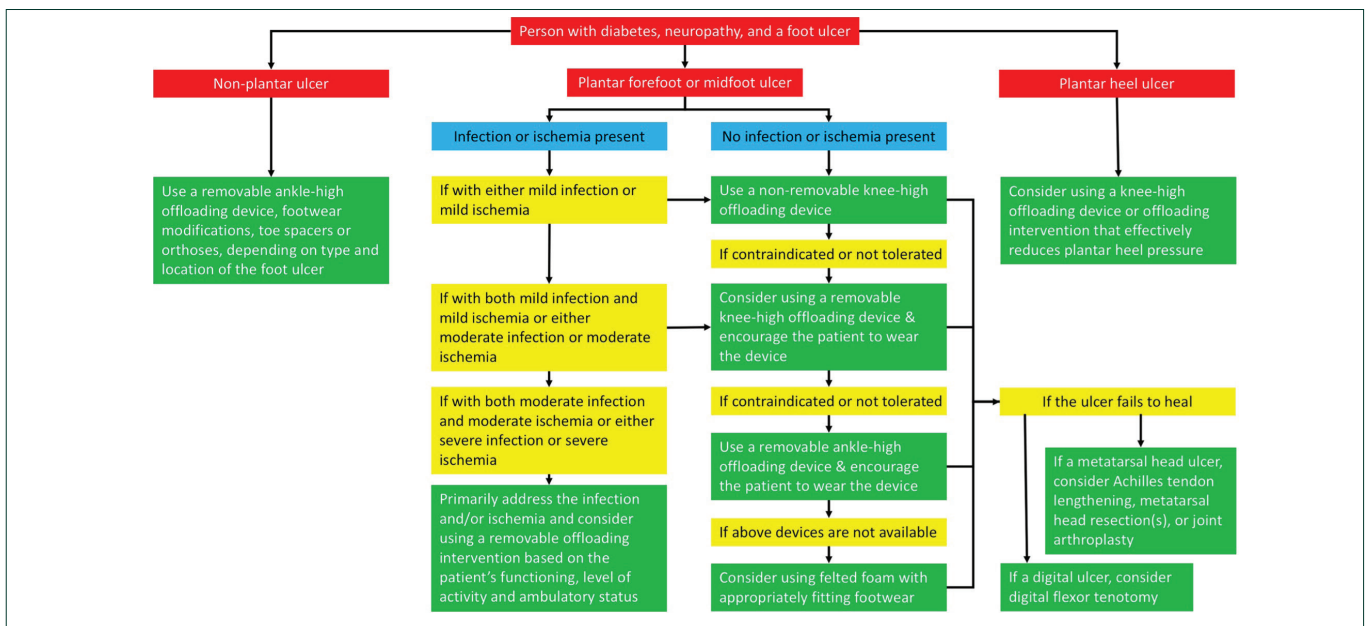 Person with diabetes, neuropathy, and a foot ulcer
Non-plantar ulcer
Plantar forefoot or midfoot ulcer
Plantar heel ulcer
Infection or ischemia present
No infection or ischemia present
Use a removable ankle-high
offloading device, footwear
modifications, toe spacers or
orthoses, depending on type and
location of the foot ulcer
If with either mild infection or
mild ischemia
Use a non-removable knee-high
offloading device
Consider using a knee-high
offloading device or offloading
intervention that effectively
reduces plantar heel pressure
If contraindicated or not tolerated
If with both mild infection and
mild ischemia or either
moderate infection or moderate
ischemia
Consider using a removable
knee-high offloading device &
encourage the patient to wear
the device
If with both moderate infection
and moderate ischemia or either
severe infection or severe
ischemia
If contraindicated or not tolerated
If the ulcer fails to heal
Use a removable ankle-high
offloading device & encourage
the patient to wear the device
If a metatarsal head ulcer,
consider Achilles tendon
lengthening, metatarsal
head resection(s), or joint
arthroplasty
Primarily address the infection
and/or ischemia and consider
using a removable offloading
intervention based on the
patient's functioning, level of
activity and ambulatory status
If above devices are not available
Consider using felted foam with
appropriately fitting footwear
If a digital ulcer, consider
digital flexor tenotomy